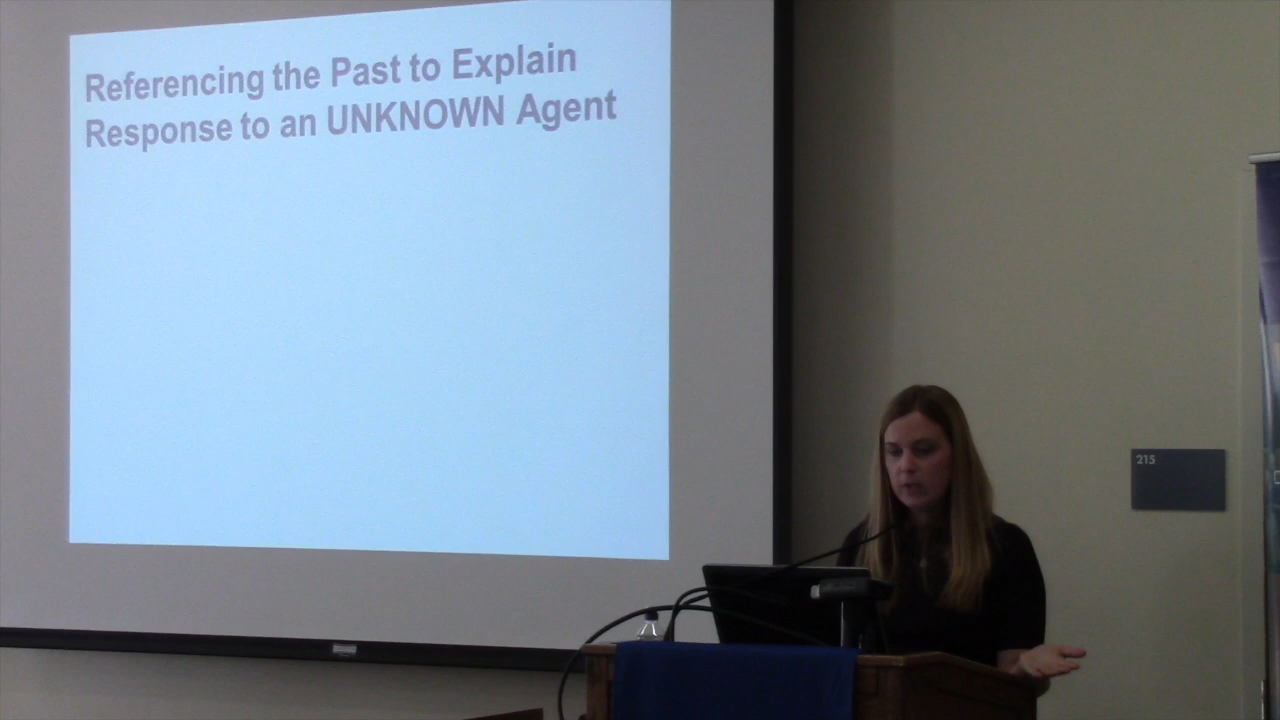 Referencing the Past to Explain
Response to an UNKNOWN Agent
215